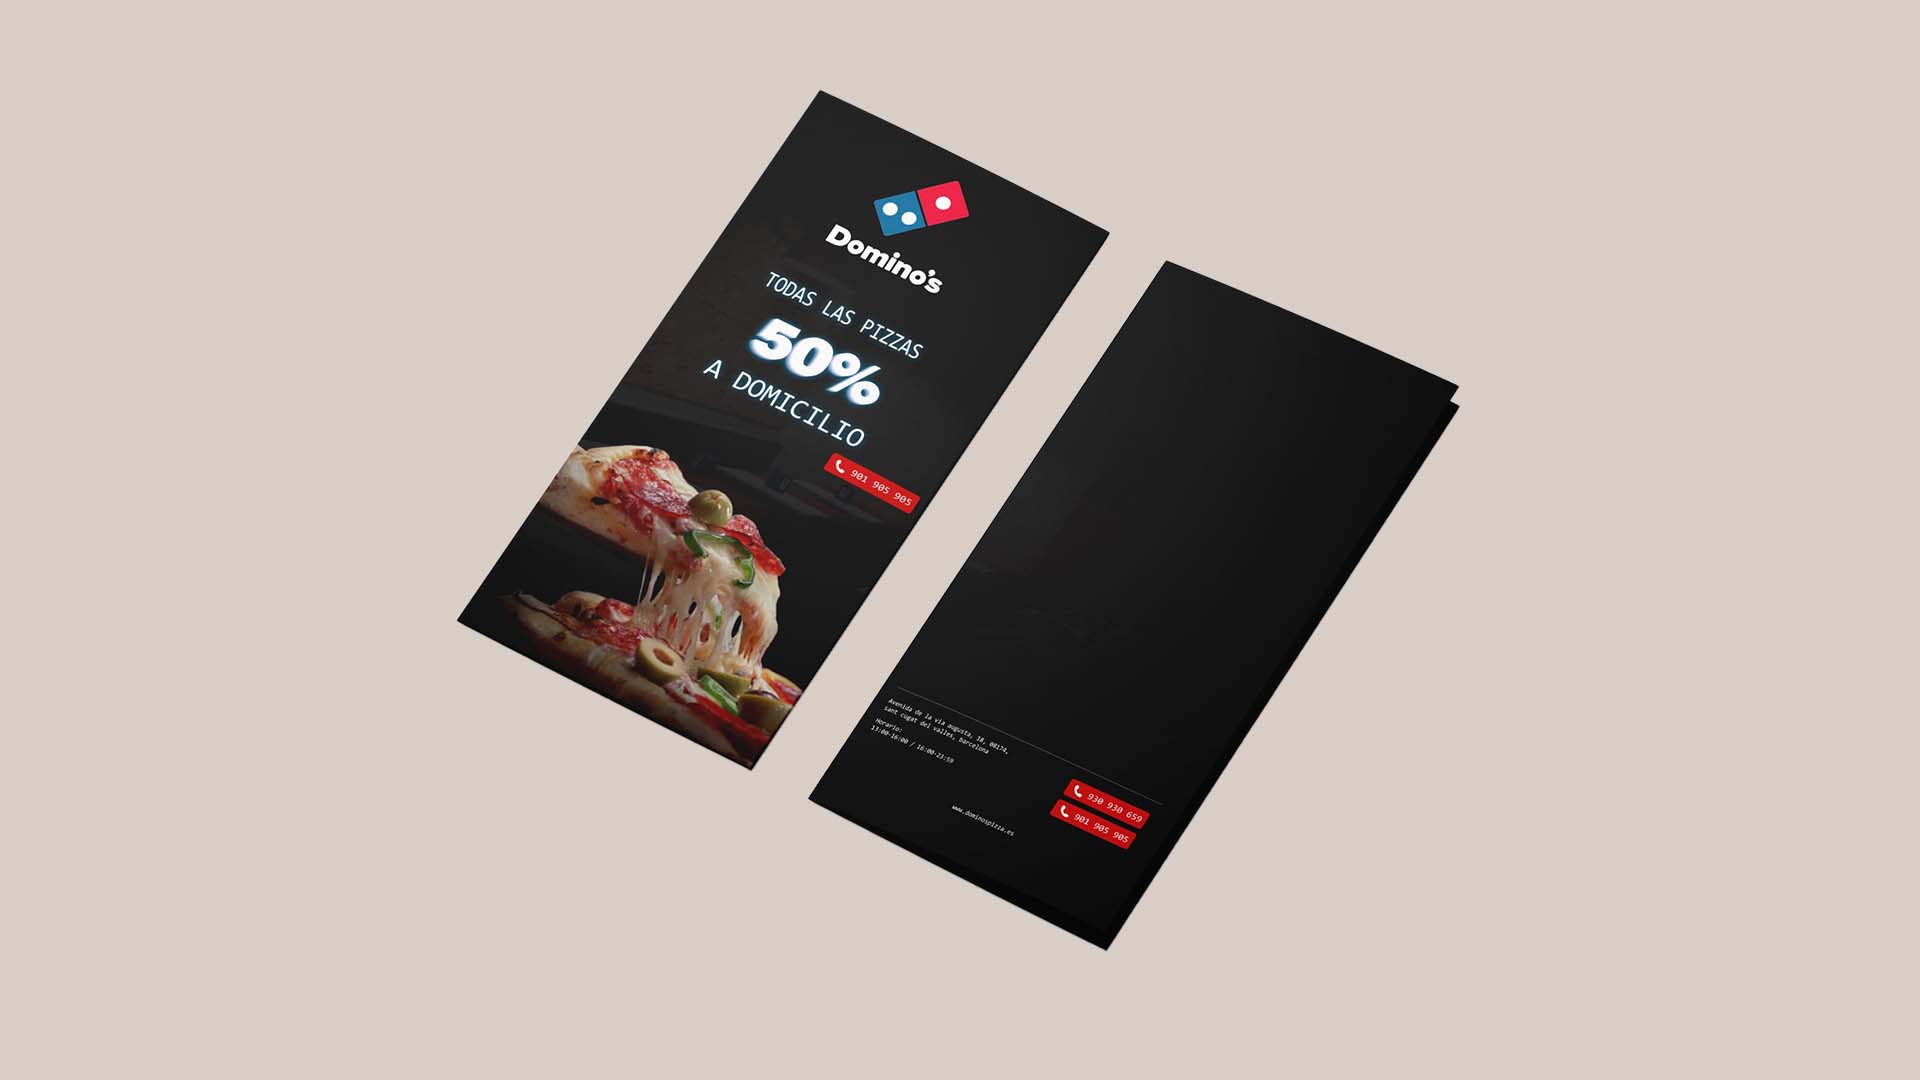 Domino's
TODAS LAS PIZZAS
50%
A DOMICILIO
901 905 905
Avenida de la via augusta, 18, 08174,
sant cugat del valles, barcelona
Horario:
13:00-16:00 / 16:00-23:59
930 930 659
901 905 905
www.dominospizza.es